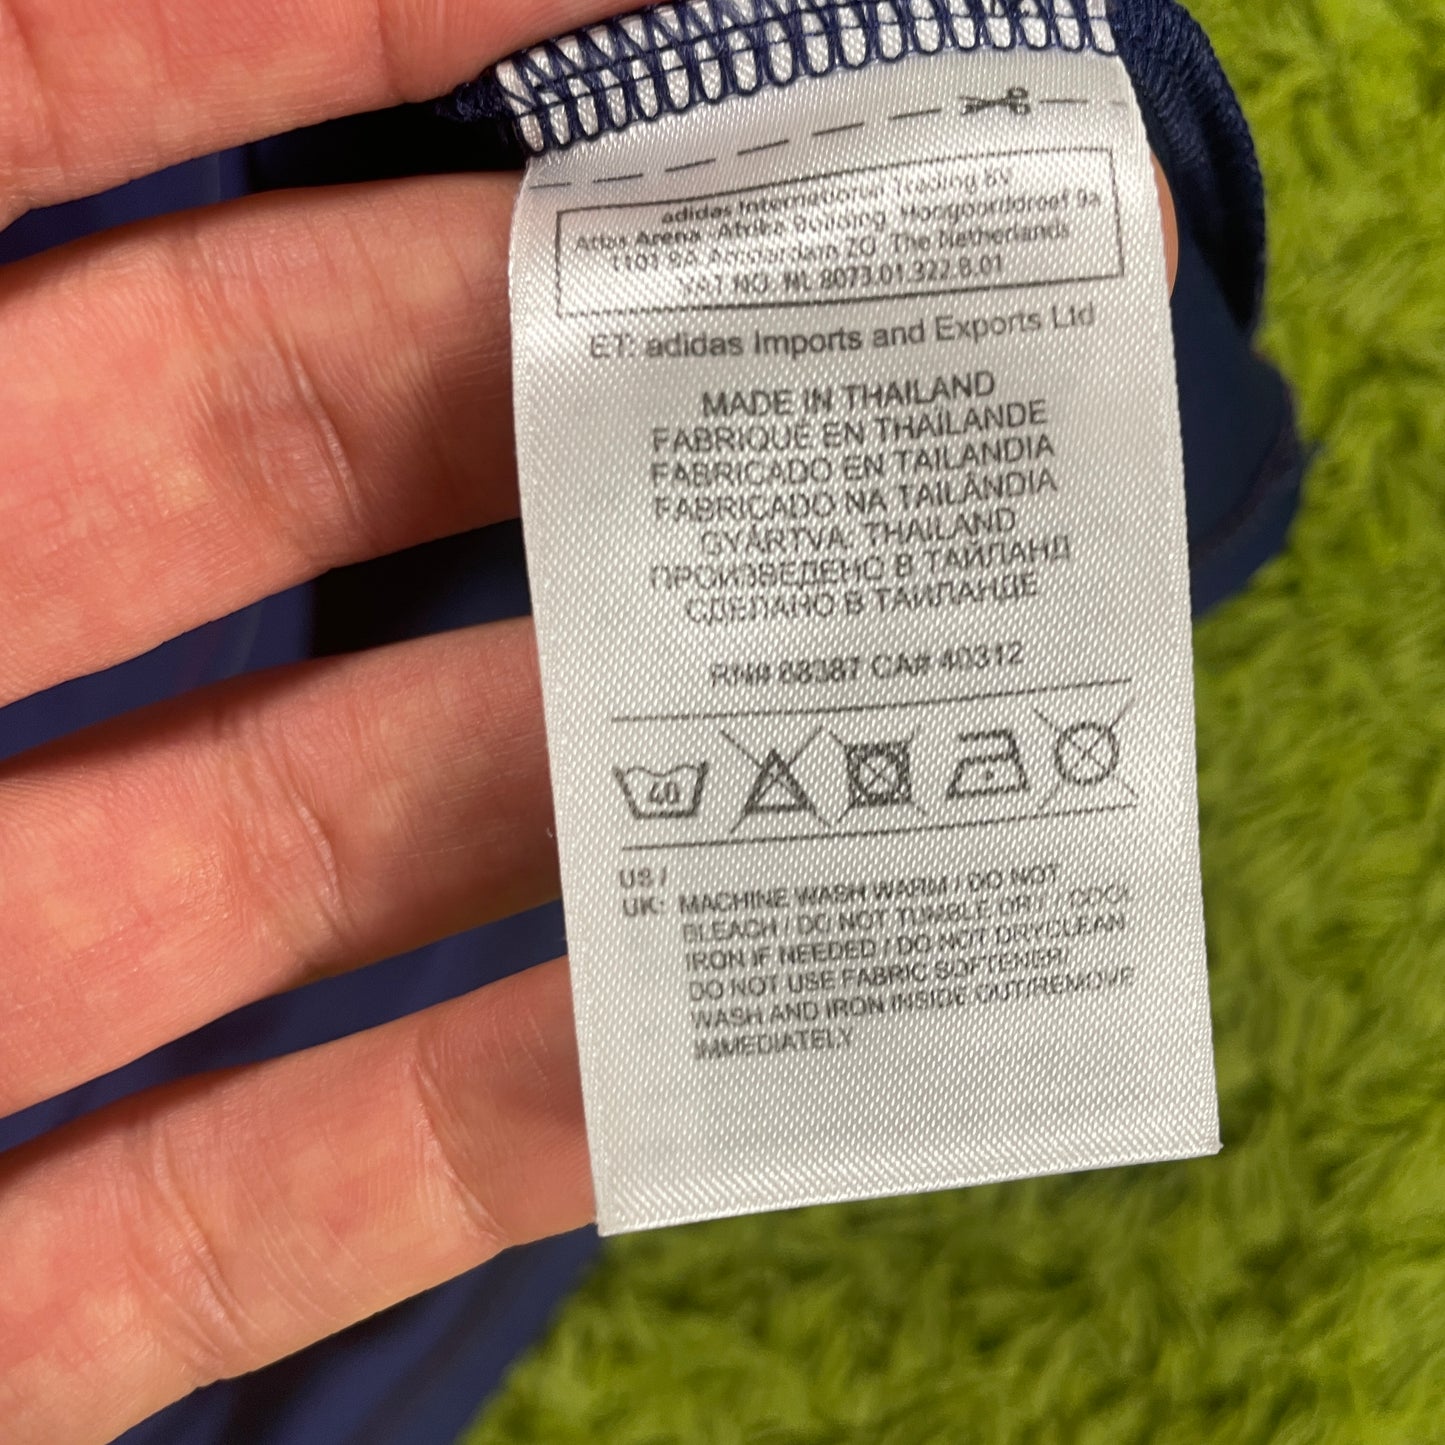 adidas International Trading BV
Atlas Arena, Africa Building, Hoogoorddreef 9a
1101 BA Amsterdam ZO, The Netherlands
VAT NO. NL 8073.01.322.B.01
ET: adidas Imports and Exports Ltd
MADE IN THAILAND
FABRIQUÉ EN THAÏLANDE
FABRICADO EN TAILANDIA
FABRICADO NA TAILÂNDIA
GYÁRTVA: THAILAND
ПРОИЗВЕДЕНО В ТАЙЛАНД
СДЕЛАНО В ТАИЛАНДЕ
RN# 88387 CA# 40312
40
US /
UK: MACHINE WASH WARM / DO NOT
BLEACH / DO NOT TUMBLE DRY / COOL
IRON IF NEEDED / DO NOT DRYCLEAN
DO NOT USE FABRIC SOFTENER/
WASH AND IRON INSIDE OUT/REMOVE
IMMEDIATELY